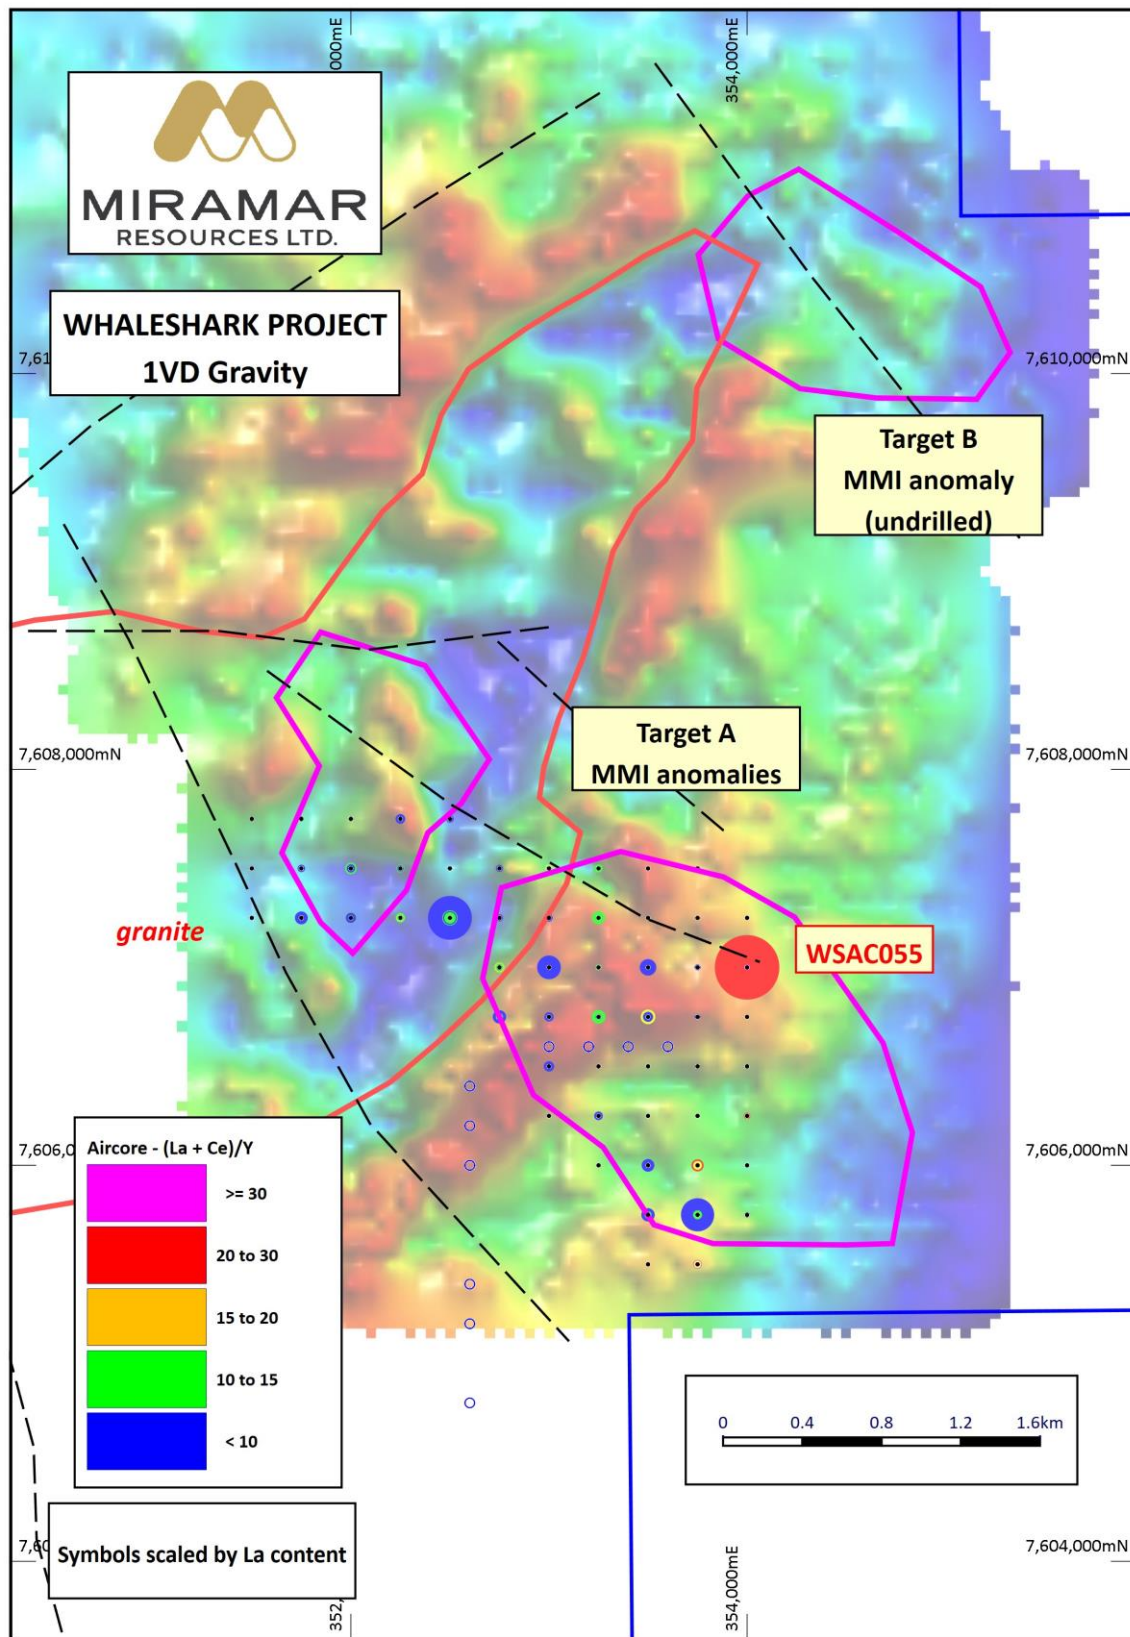 000mE
354,000mE
MIRAMAR
RESOURCES LTD.
WHALESHARK PROJECT
1VD Gravity
7,61
7,610,000mN
Target B
MMI anomaly
(undrilled)
Target A
MMI anomalies
7,608,000mN
7,608,000mN
granite
WSAC055
Aircore - (La + Ce)/Y
>= 30
20 to 30
15 to 20
10 to 15
< 10
7,606,0
7,606,000mN
0 0.4 0.8 1.2 1.6km
Symbols scaled by La content
7,60
7,604,000mN
352,
354,000mE